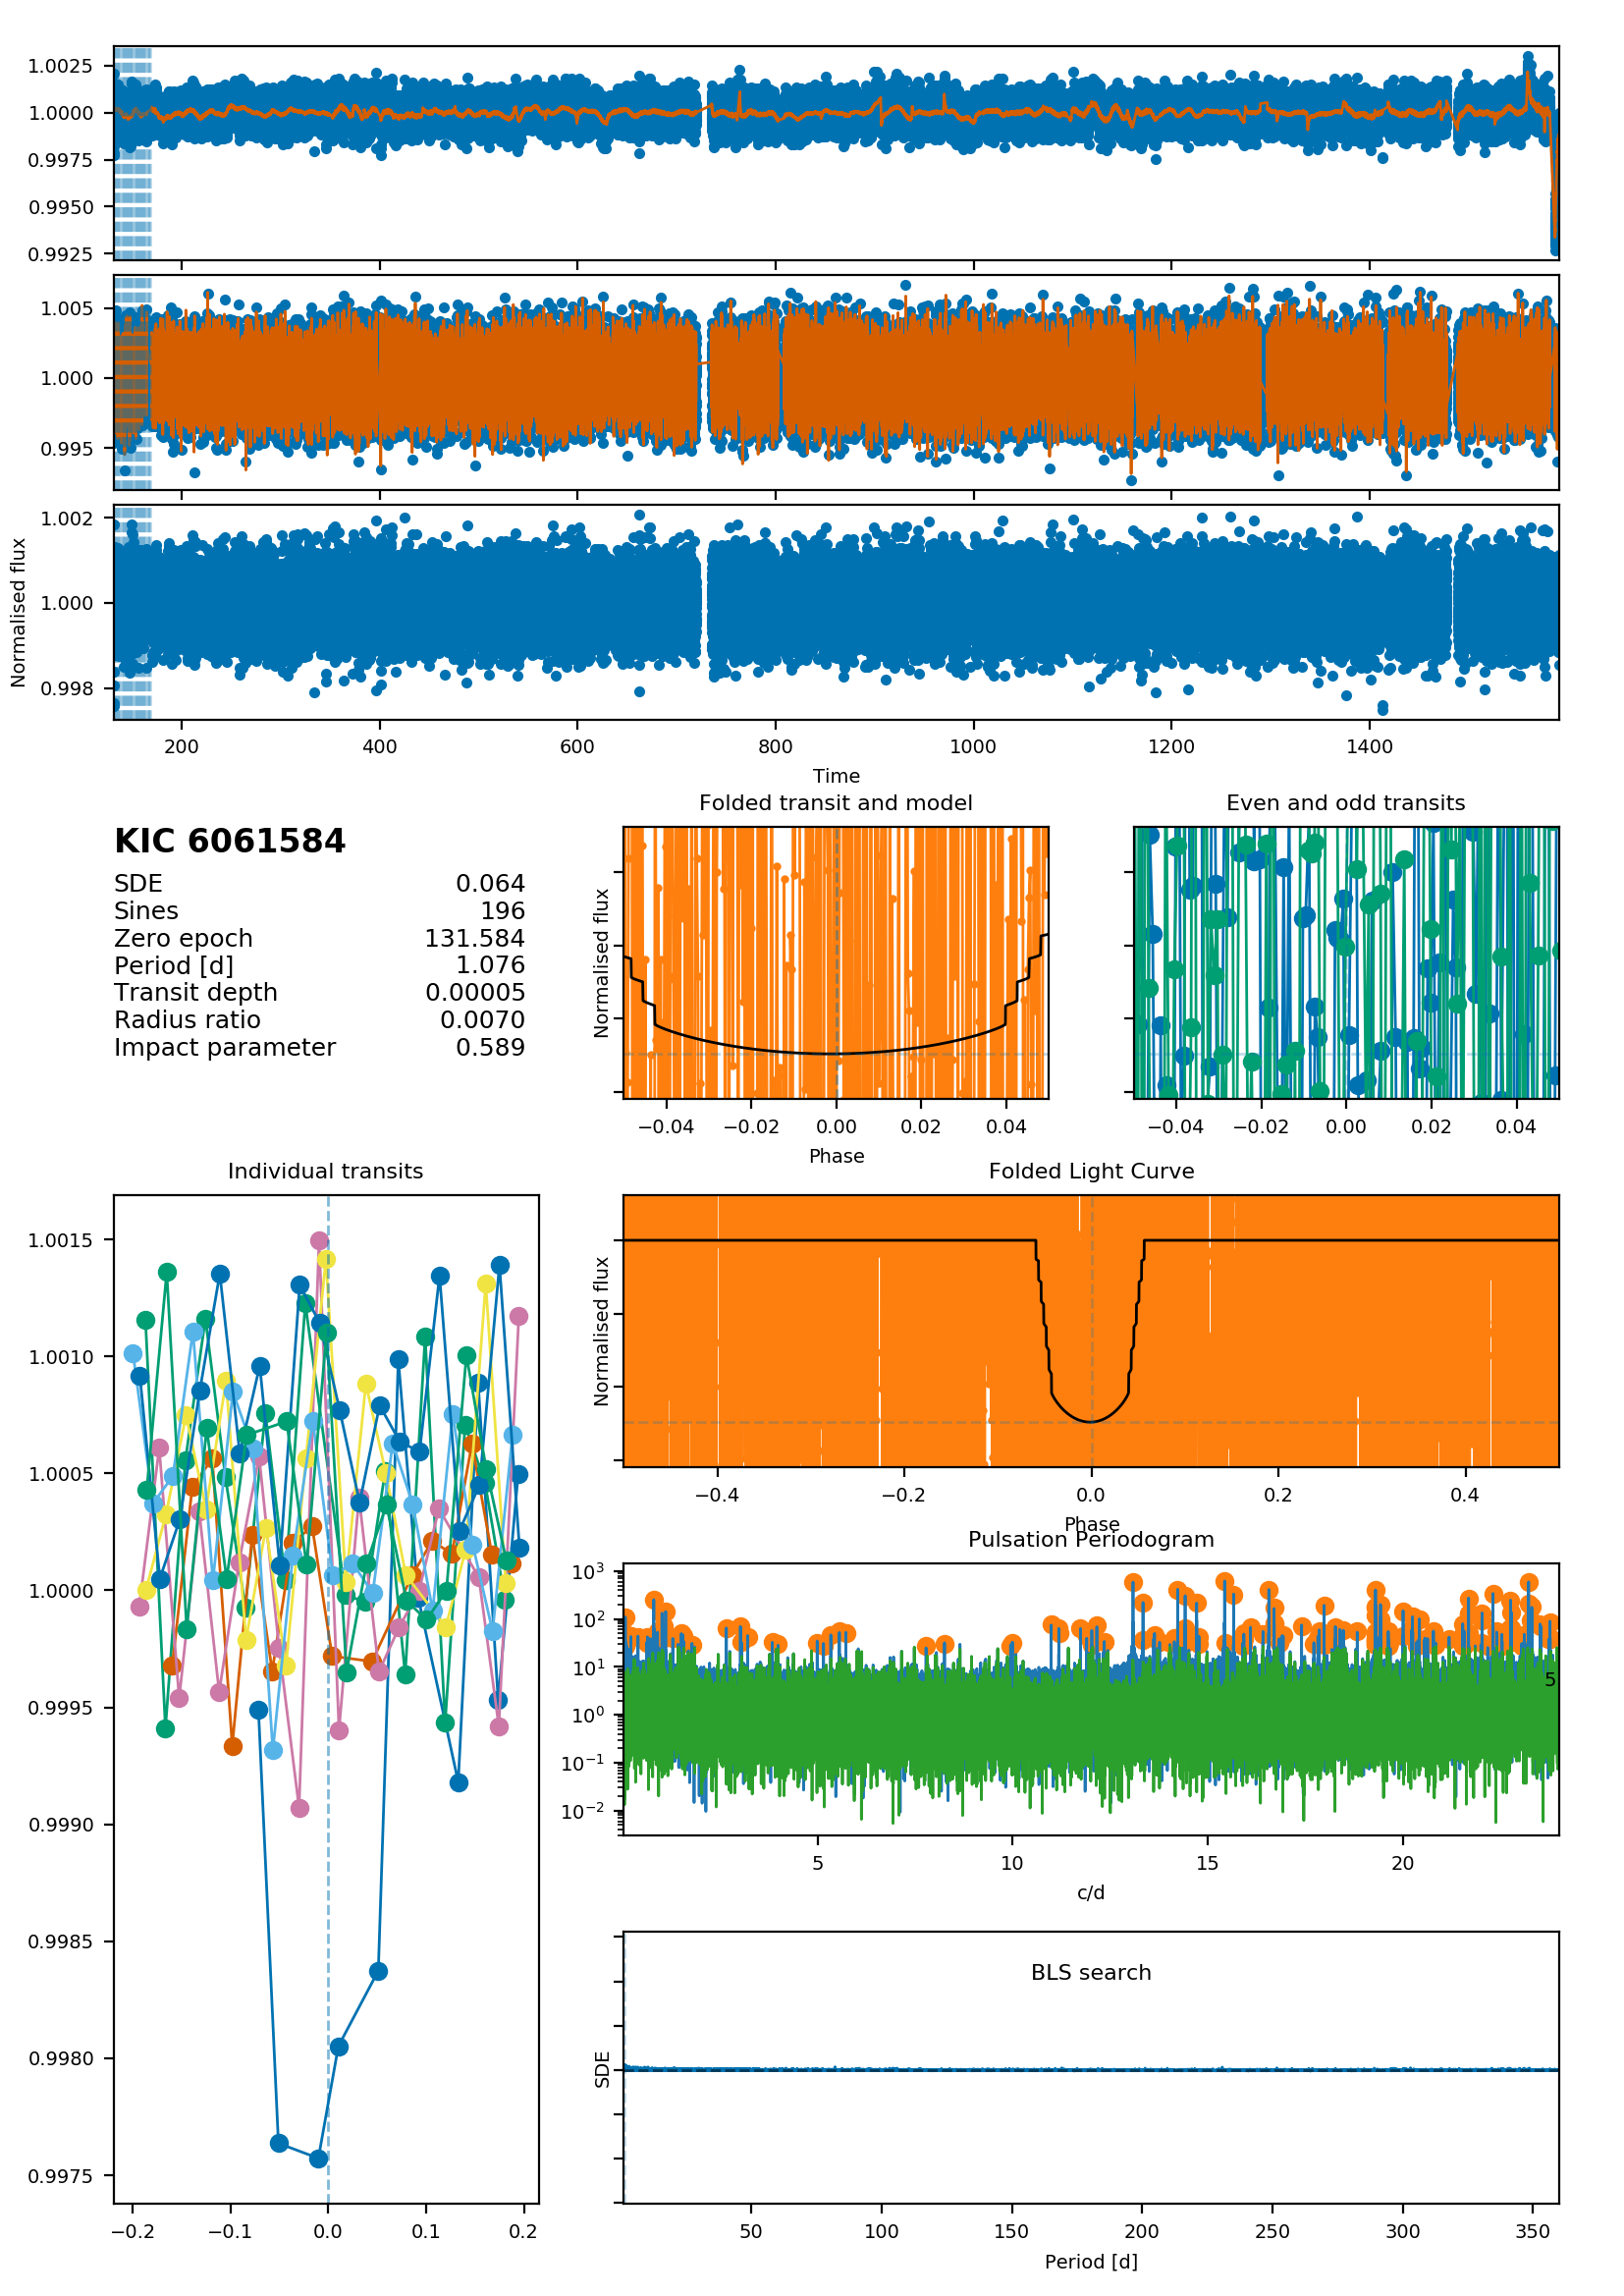 1.0025
1.0000
0.9975
0.9950
0.9925
1.005
1.000
0.995
1.002
1.000
0.998
Normalised flux
200 400 600 800 1000 1200 1400
Time
KIC 6061584
SDE 0.064
Sines 196
Zero epoch 131.584
Period [d] 1.076
Transit depth 0.00005
Radius ratio 0.0070
Impact parameter 0.589
Folded transit and model
Normalised flux
−0.04 −0.02 0.00 0.02 0.04
Phase
Even and odd transits
−0.04 −0.02 0.00 0.02 0.04
Individual transits
1.0015
1.0010
1.0005
1.0000
0.9995
0.9990
0.9985
0.9980
0.9975
−0.2 −0.1 0.0 0.1 0.2
Folded Light Curve
Normalised flux
−0.4 −0.2 0.0 0.2 0.4
Phase
Pulsation Periodogram
10³
10²
10¹
10⁰
10⁻¹
10⁻²
5
5 10 15 20
c/d
BLS search
SDE
50 100 150 200 250 300 350
Period [d]